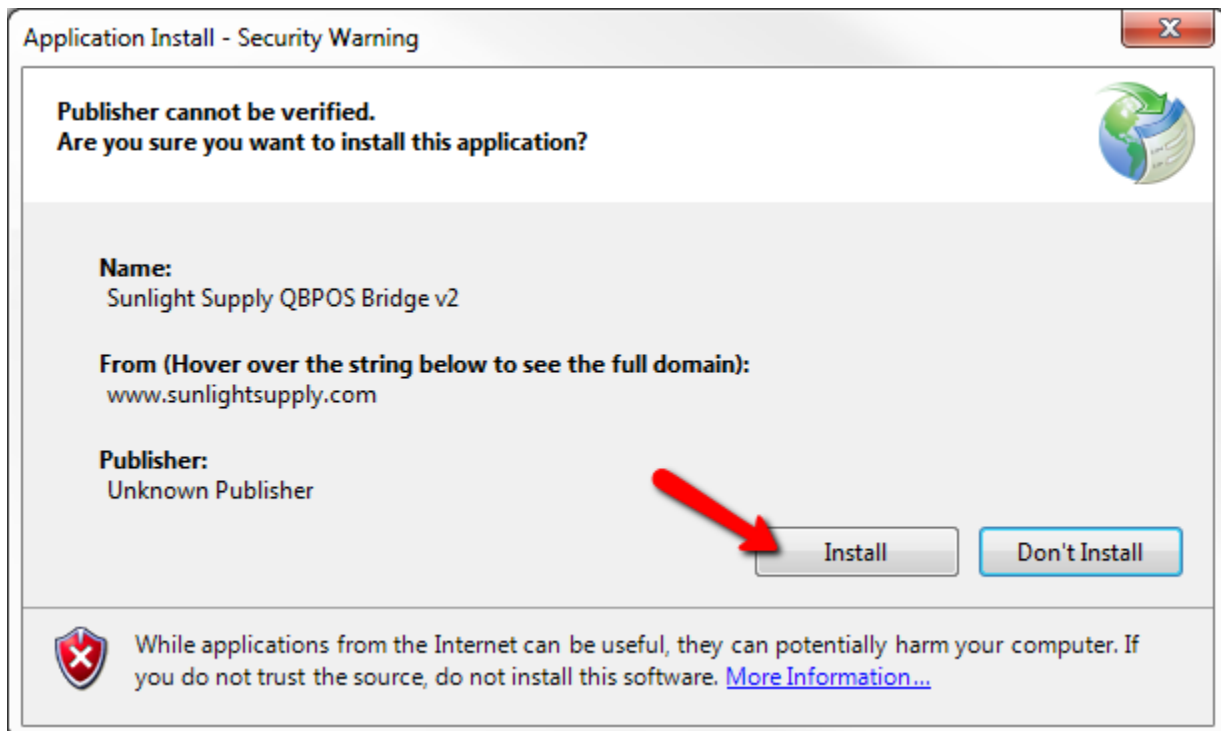 Application Install - Security Warning
Publisher cannot be verified.
Are you sure you want to install this application?
Name:
Sunlight Supply QBPOS Bridge v2
From (Hover over the string below to see the full domain):
www.sunlightsupply.com
Publisher:
Unknown Publisher
Install
Don't Install
While applications from the Internet can be useful, they can potentially harm your computer. If
you do not trust the source, do not install this software. More Information...